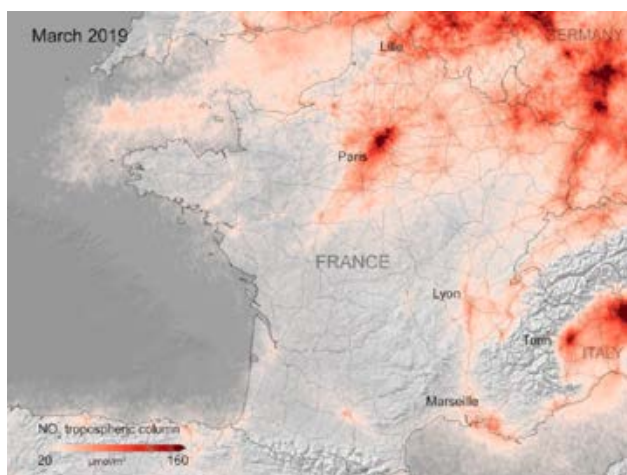 March 2019
Lille
GERMANY
Paris
FRANCE
Lyon
Turin
ITALY
Marseille
NO₂ tropospheric column
20 μmol/m² 160